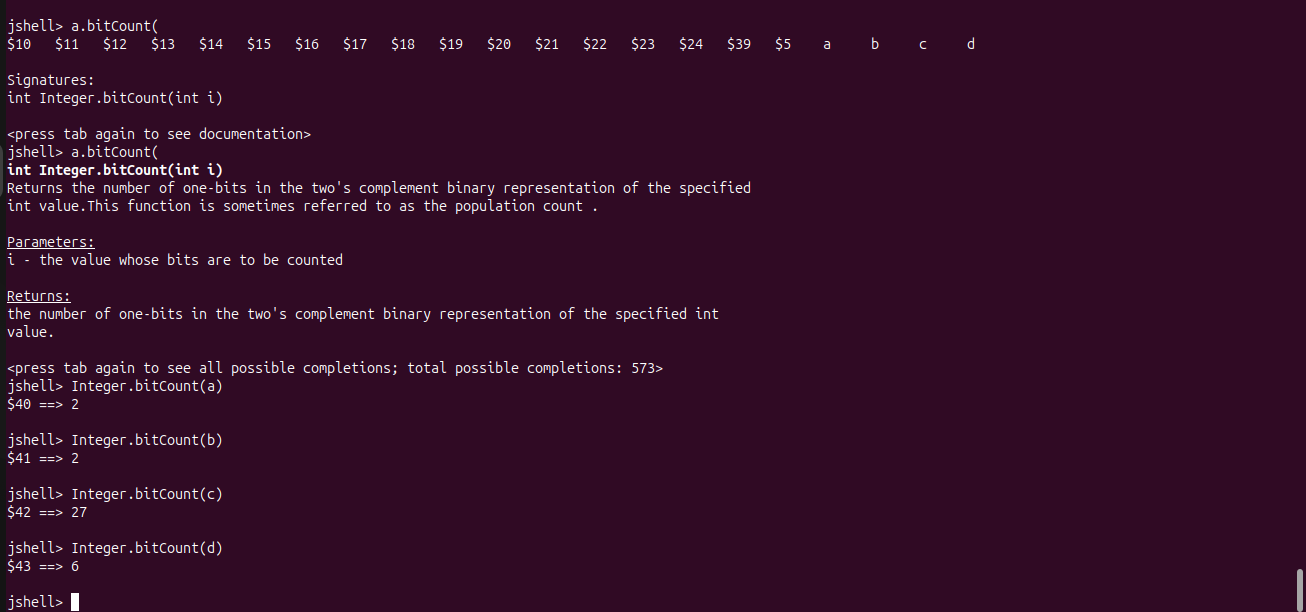 jshell> a.bitCount(
$10 $11 $12 $13 $14 $15 $16 $17 $18 $19 $20 $21 $22 $23 $24 $39 $5 a b c d
Signatures:
int Integer.bitCount(int i)
<press tab again to see documentation>
jshell> a.bitCount(
int Integer.bitCount(int i)
Returns the number of one-bits in the two's complement binary representation of the specified
int value.This function is sometimes referred to as the population count .
Parameters:
i - the value whose bits are to be counted
Returns:
the number of one-bits in the two's complement binary representation of the specified int
value.
<press tab again to see all possible completions; total possible completions: 573>
jshell> Integer.bitCount(a)
$40 ==> 2
jshell> Integer.bitCount(b)
$41 ==> 2
jshell> Integer.bitCount(c)
$42 ==> 27
jshell> Integer.bitCount(d)
$43 ==> 6
jshell>